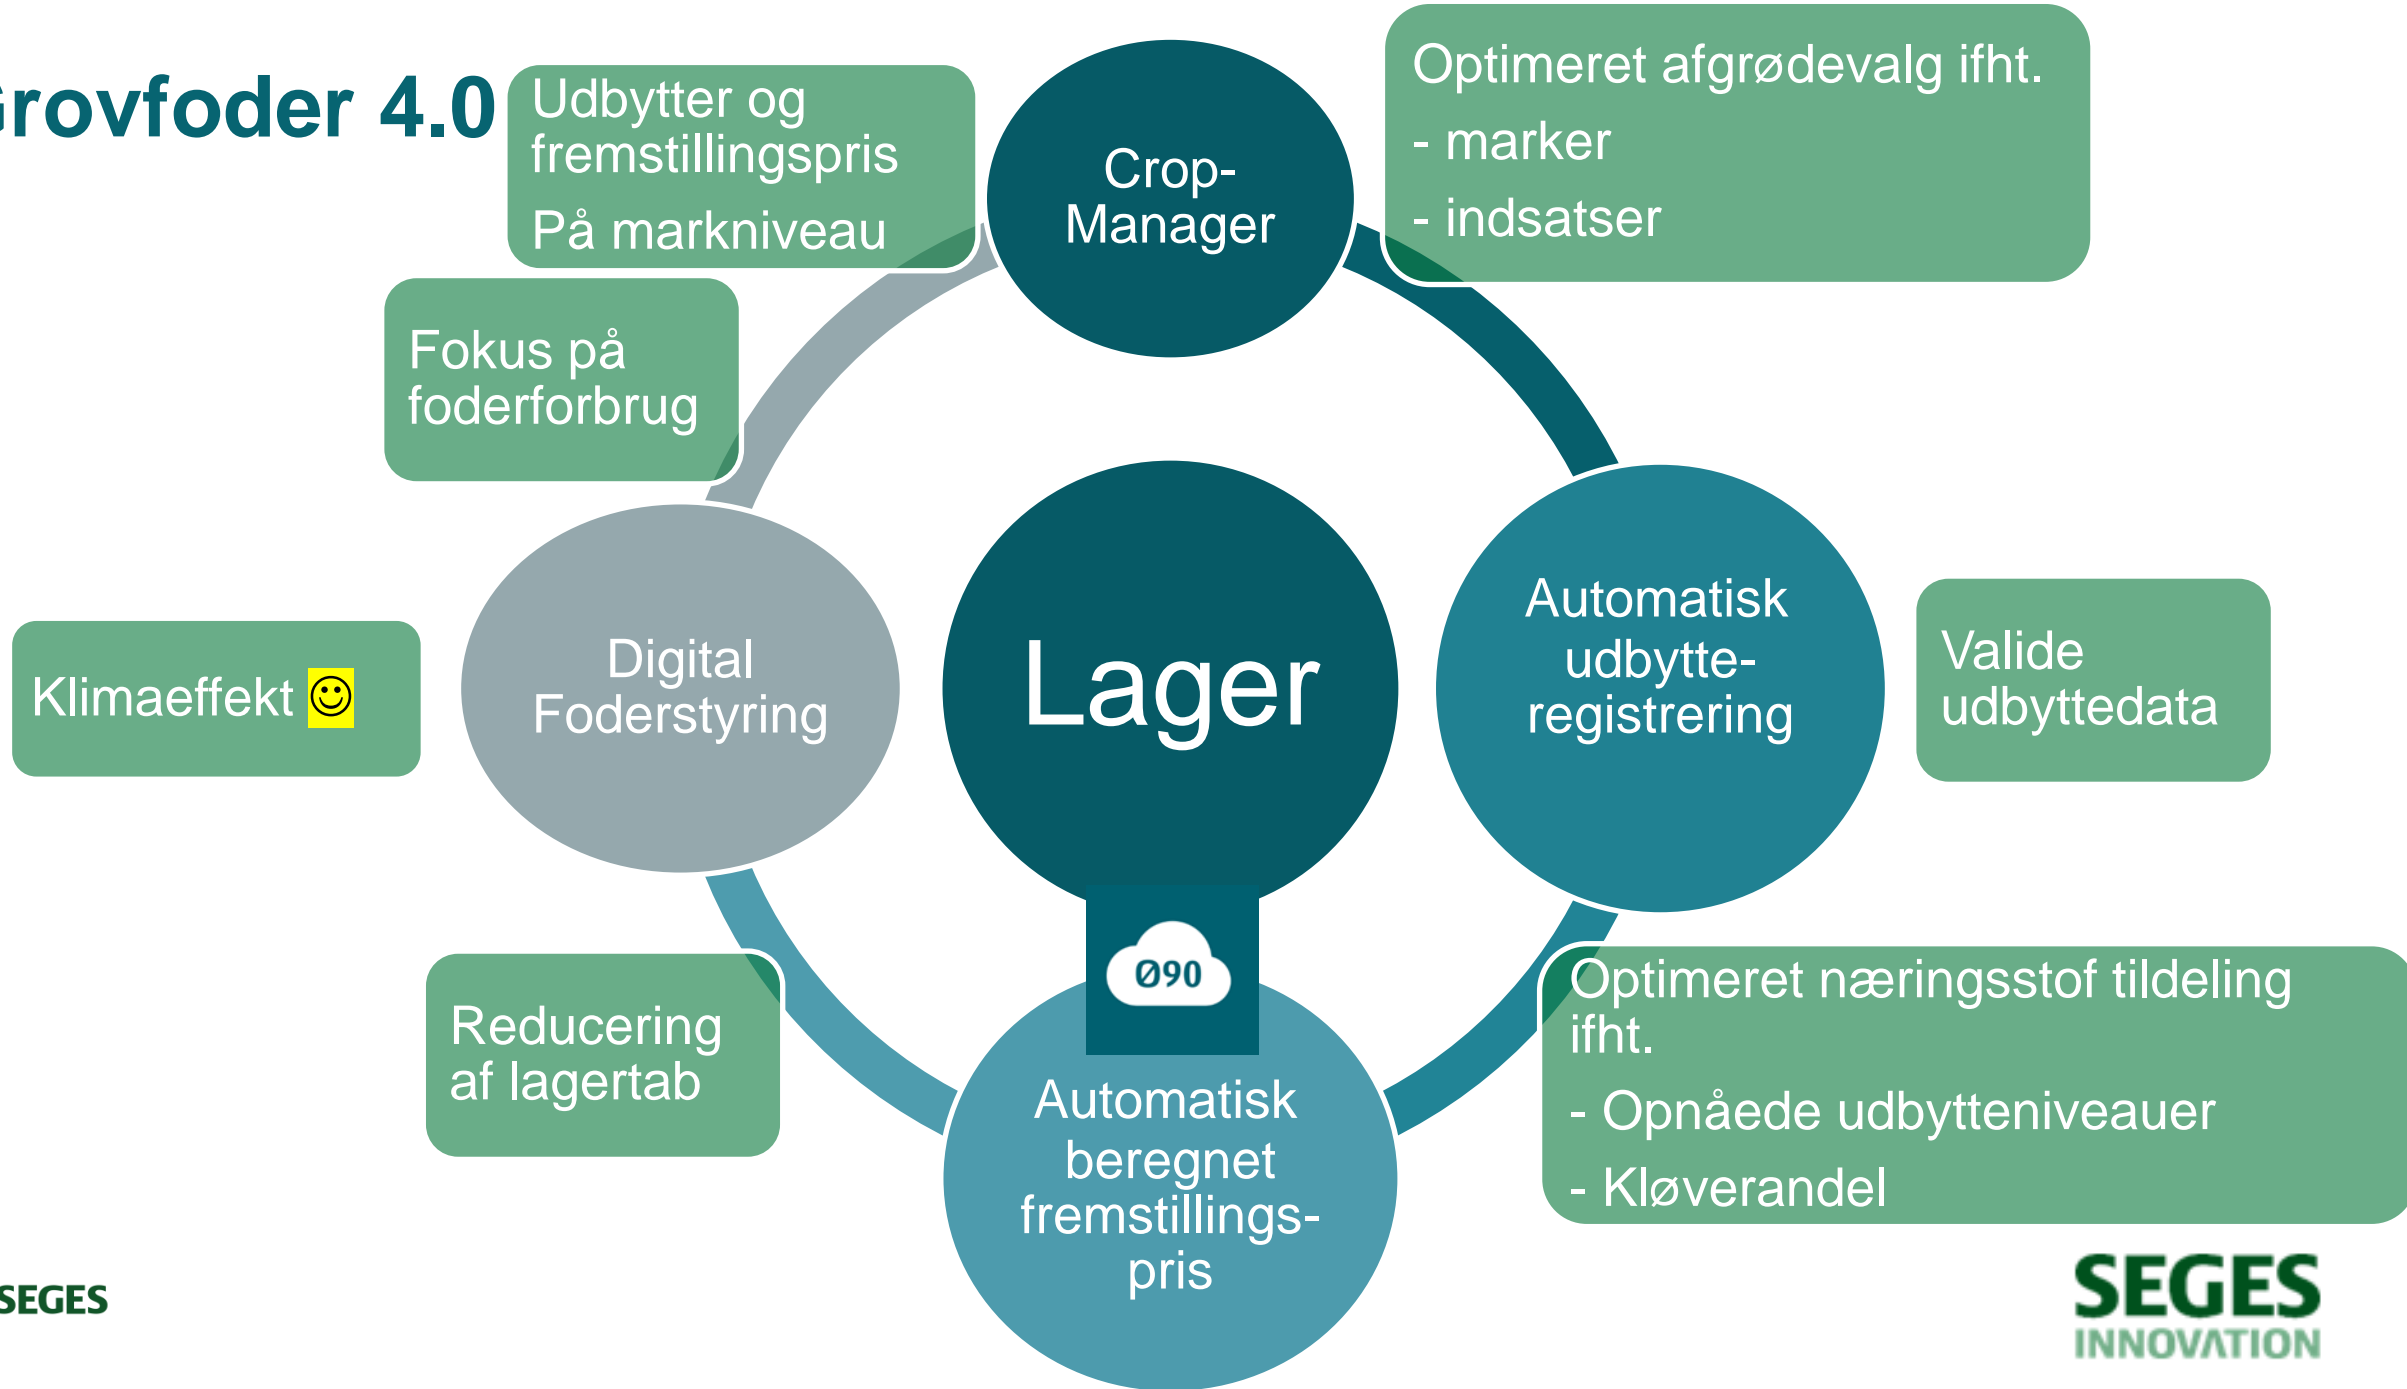 Grovfoder 4.0
Udbytter og
fremstillingspris
På markniveau
Crop-
Manager
Optimeret afgrødevalg ifht.
- marker
- indsatser
Fokus på
foderforbrug
Klimaeffekt
Digital
Foderstyring
Lager
Automatisk
udbytte-
registrering
Valide
udbyttedata
Reducering
af lagertab
Ø90
Automatisk
beregnet
fremstillings-
pris
Optimeret næringsstof tildeling
ifht.
- Opnåede udbytteniveauer
- Kløverandel
SEGES
SEGES
INNOVATION